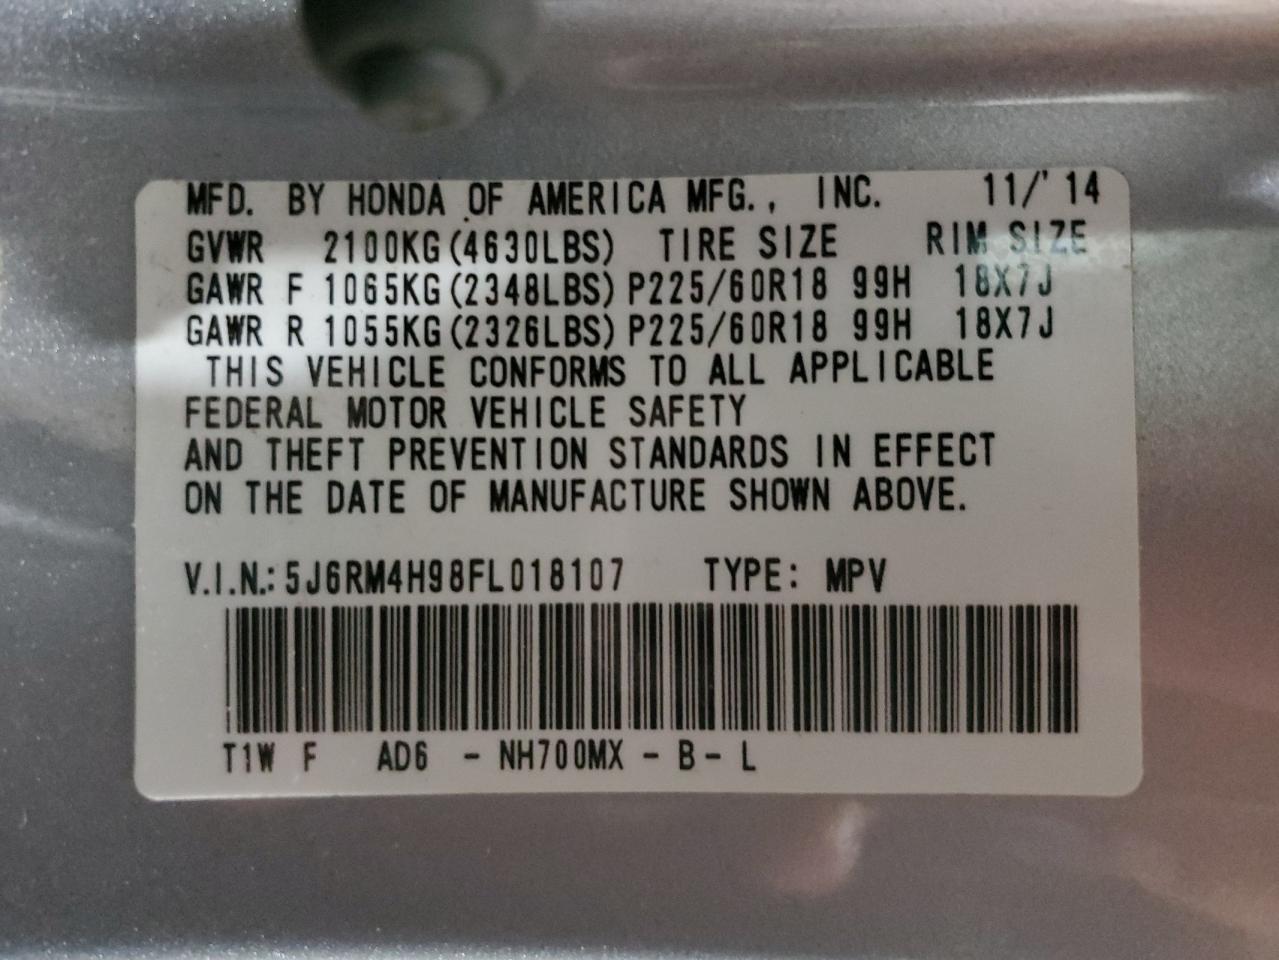 MFD. BY HONDA OF AMERICA MFG., INC. 11/'14
GVWR 2100KG(4630LBS) TIRE SIZE RIM SIZE
GAWR F 1065KG(2348LBS) P225/60R18 99H 18X7J
GAWR R 1055KG(2326LBS) P225/60R18 99H 18X7J
THIS VEHICLE CONFORMS TO ALL APPLICABLE
FEDERAL MOTOR VEHICLE SAFETY
AND THEFT PREVENTION STANDARDS IN EFFECT
ON THE DATE OF MANUFACTURE SHOWN ABOVE.
V.I.N.: 5J6RM4H98FL018107 TYPE: MPV
T1W F AD6 - NH700MX - B - L